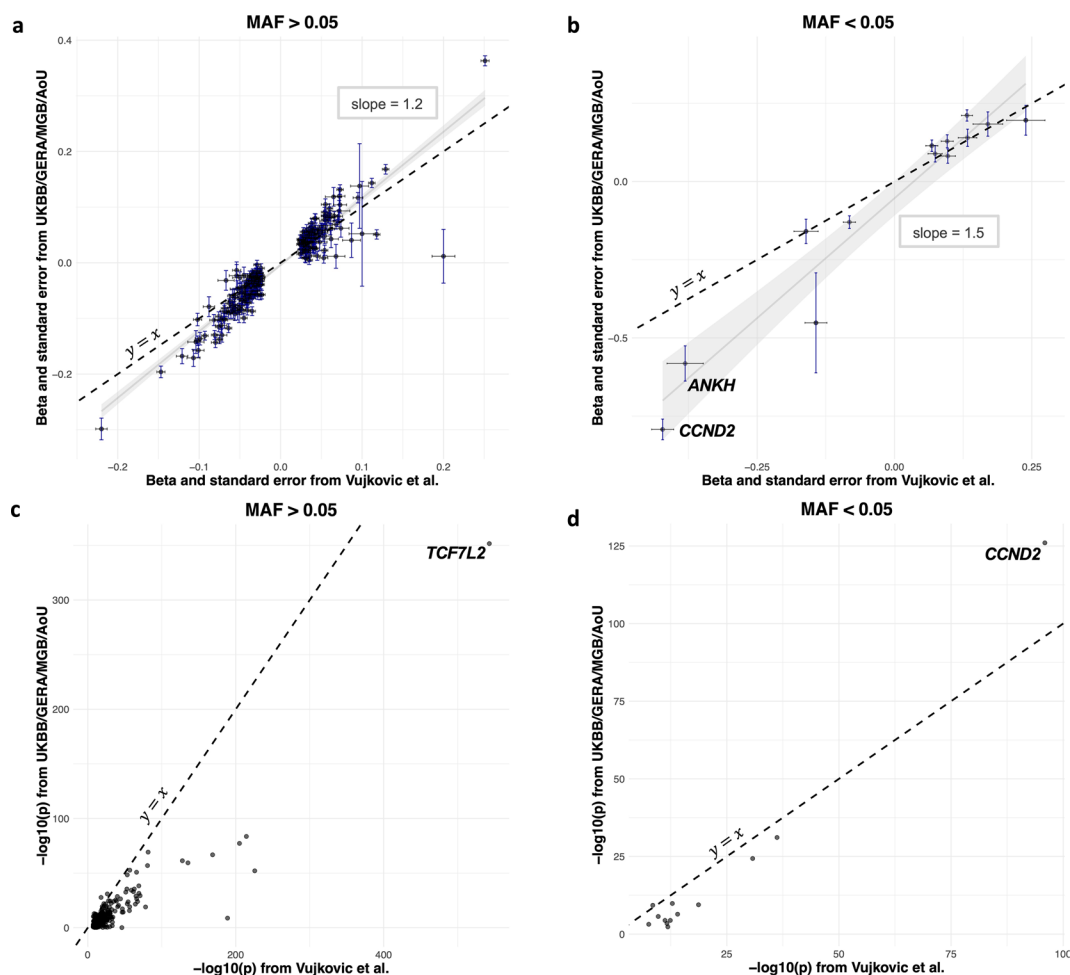 a
MAF > 0.05
Beta and standard error from UKBB/GERA/MGB/AoU
0.4
0.2
0.0
−0.2
slope = 1.2
y = x
−0.2
−0.1
0.0
0.1
0.2
Beta and standard error from Vujkovic et al.
b
MAF < 0.05
Beta and standard error from UKBB/GERA/MGB/AoU
0.0
−0.5
y = x
slope = 1.5
ANKH
CCND2
−0.25
0.00
0.25
Beta and standard error from Vujkovic et al.
c
MAF > 0.05
−log10(p) from UKBB/GERA/MGB/AoU
300
200
100
0
TCF7L2
y = x
0
200
400
−log10(p) from Vujkovic et al.
d
MAF < 0.05
−log10(p) from UKBB/GERA/MGB/AoU
125
100
75
50
25
0
CCND2
y = x
25
50
75
100
−log10(p) from Vujkovic et al.